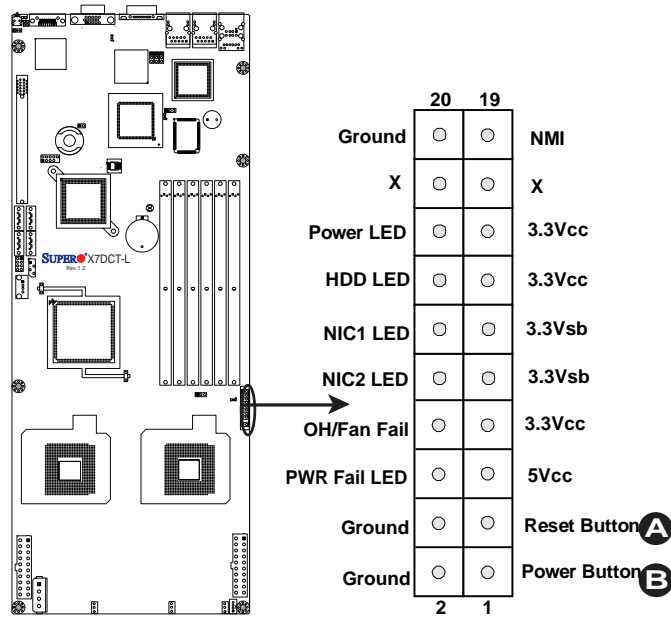 20 19
Ground NMI
X X
Power LED 3.3Vcc
HDD LED 3.3Vcc
NIC1 LED 3.3Vsb
NIC2 LED 3.3Vsb
OH/Fan Fail 3.3Vcc
PWR Fail LED 5Vcc
Ground Reset Button A
Ground Power Button B
2 1
SUPER X7DCT-L
Rev. 1.2